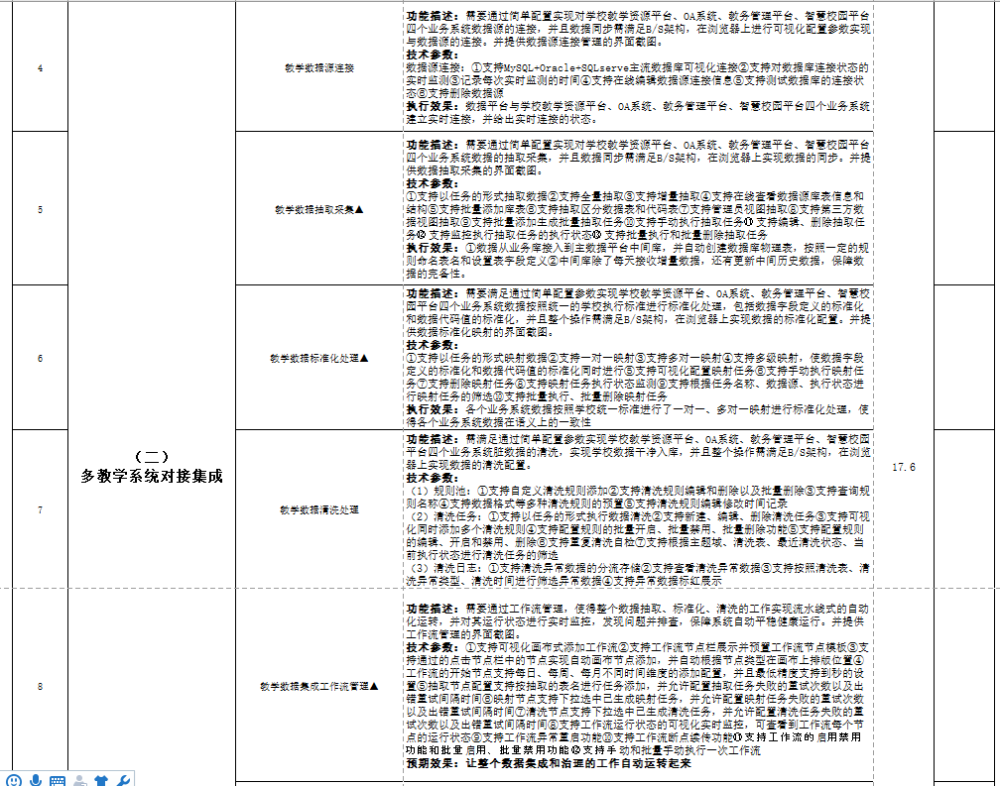 4
教学数据源连接
功能描述：需要通过简单配置实现对学校教学资源平台、OA系统、教务管理平台、智慧校园平台
四个业务系统数据源的连接，并且数据同步需满足B/S架构，在浏览器上进行可视化配置参数实现
与数据源的连接。并提供数据源连接管理的界面截图。
技术参数：
数据源连接：①支持MySQL+Oracle+SQLserve主流数据库可视化连接②支持对数据库连接状态的
实时监测③记录每次实时监测的时间④支持在线编辑数据源连接信息⑤支持测试数据库的连接状
态⑥支持删除数据源
执行效果：数据平台与学校教学资源平台、OA系统、教务管理平台、智慧校园平台四个业务系统
建立实时连接，并给出实时连接的状态。
5
教学数据抽取采集▲
功能描述：需要通过简单配置实现对学校教学资源平台、OA系统、教务管理平台、智慧校园平台
四个业务系统数据的抽取采集，并且数据同步需满足B/S架构，在浏览器上实现数据的同步。并提
供数据抽取采集的界面截图。
技术参数：
①支持以任务的形式抽取数据②支持全量抽取③支持增量抽取④支持在线查看数据源库表信息和
结构⑤支持批量添加库表⑥支持抽取区分数据表和代码表⑦支持管理员视图抽取⑧支持第三方数
据视图抽取⑨支持批量添加生成批量抽取任务⑩支持手动执行抽取任务⑪支持编辑、删除抽取任
务⑫支持监控执行抽取任务的执行状态⑬支持批量执行和批量删除抽取任务
执行效果：①数据从业务库接入到主数据平台中间库，并自动创建数据库物理表，按照一定的规
则命名表名和设置表字段定义②中间库除了每天接收增量数据，还有更新中间历史数据，保障数
据的完备性。
6
教学数据标准化处理▲
功能描述：需要满足通过简单配置参数实现学校教学资源平台、OA系统、教务管理平台、智慧校
园平台四个业务系统数据按照统一的学校执行标准进行标准化处理，包括数据字段定义的标准化
和数据代码值的标准化，并且整个操作需满足B/S架构，在浏览器上实现数据的标准化配置。并提
供数据标准化映射的界面截图。
技术参数：
①支持以任务的形式映射数据②支持一对一映射③支持多对一映射④支持多级映射，使数据字段
定义的标准化和数据代码值的标准化同时进行⑤支持可视化配置映射任务⑥支持手动执行映射任
务⑦支持删除映射任务⑧支持映射任务执行状态监测⑨支持根据任务名称、数据源、执行状态进
行映射任务的筛选⑩支持批量执行、批量删除映射任务
执行效果：各个业务系统数据按照学校统一标准进行了一对一、多对一映射进行标准化处理，使
得各个业务系统数据在语义上的一致性
（二）
多教学系统对接集成
17.6
7
教学数据清洗处理
功能描述：需满足通过简单配置参数实现学校教学资源平台、OA系统、教务管理平台、智慧校园
平台四个业务系统脏数据的清洗，实现学校数据干净入库，并且整个操作需满足B/S架构，在浏览
器上实现数据的清洗配置。
技术参数：
（1）规则池：①支持自定义清洗规则添加②支持清洗规则编辑和删除以及批量删除③支持查询规
则名称④支持数据格式等多种清洗规则的预置⑤支持清洗规则编辑修改时间记录
（2）清洗任务：①支持以任务的形式执行数据清洗②支持新建、编辑、删除清洗任务③支持可视
化同时添加多个清洗规则④支持配置规则的批量开启、批量禁用、批量删除功能⑤支持配置规则
的编辑、开启和禁用、删除⑥支持重复清洗自检⑦支持根据主题域、清洗表、最近清洗状态、当
前执行状态进行清洗任务的筛选
（3）清洗日志：①支持清洗异常数据的分流存储②支持查看清洗异常数据③支持按照清洗表、清
洗异常类型、清洗时间进行筛选异常数据④支持异常数据标红展示
8
教学数据集成工作流管理▲
功能描述：需要通过工作流管理，使得整个数据抽取、标准化、清洗的工作实现流水线式的自动
化运转，并对其运行状态进行实时监控，发现问题并排查，保障系统自动平稳健康运行。并提供
工作流管理的界面截图。
技术参数：①支持可视化画布式添加工作流②支持工作流节点栏展示并预置工作流节点模板③支
持通过的点击节点栏中的节点实现自动画布节点添加，并自动根据节点类型在画布上排版位置④
工作流的开始节点支持每日、每周、每月不同时间维度的添加配置，并且最低精度支持到秒的设
置⑤抽取节点配置支持按抽取的表名进行任务添加，并允许配置抽取任务失败的重试次数以及出
错重试间隔时间⑥映射节点支持下拉选中已生成映射任务，并允许配置映射任务失败的重试次数
以及出错重试间隔时间⑦清洗节点支持下拉选中已生成清洗任务，并允许配置清洗任务失败的重
试次数以及出错重试间隔时间⑧支持工作流运行状态的可视化实时监控，可查看到工作流每个节
点的运行状态⑨支持工作流异常重启功能⑩支持工作流断点续传功能⑪支持工作流的启用禁用
功能和批量启用、批量禁用功能⑫支持手动和批量手动执行一次工作流
预期效果：让整个数据集成和治理的工作自动运转起来